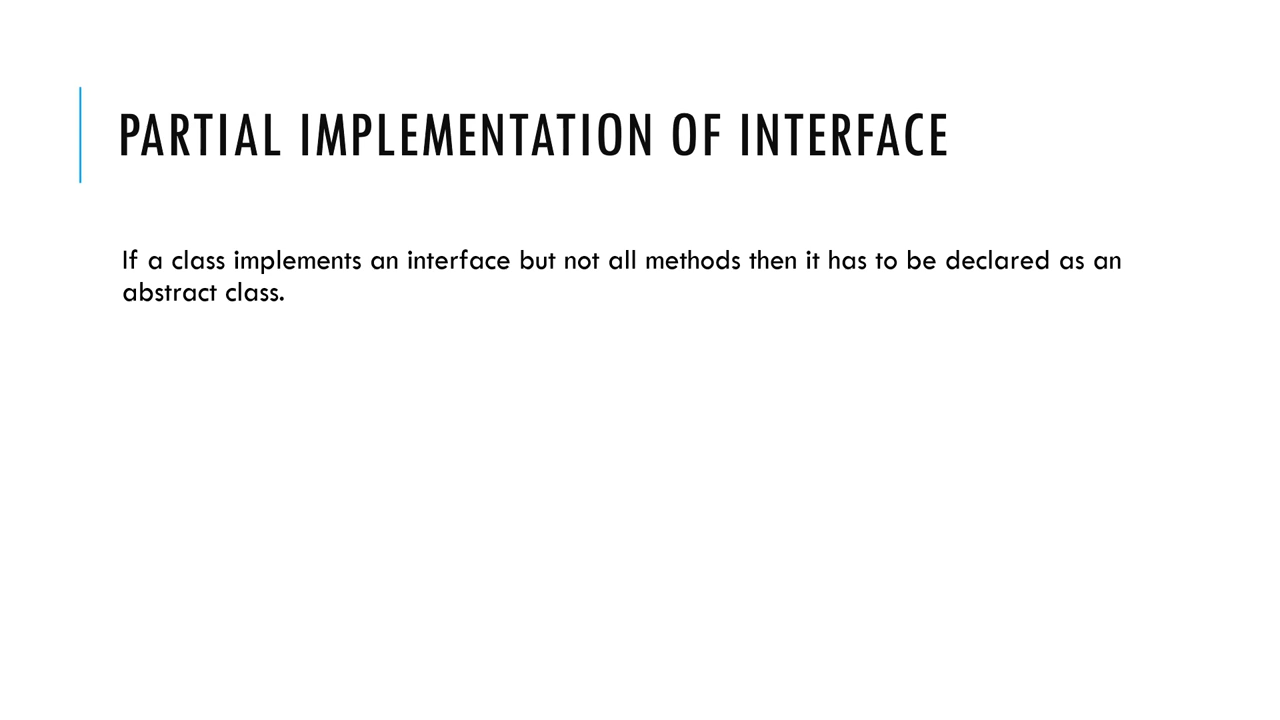 PARTIAL IMPLEMENTATION OF INTERFACE
If a class implements an interface but not all methods then it has to be declared as an
abstract class.